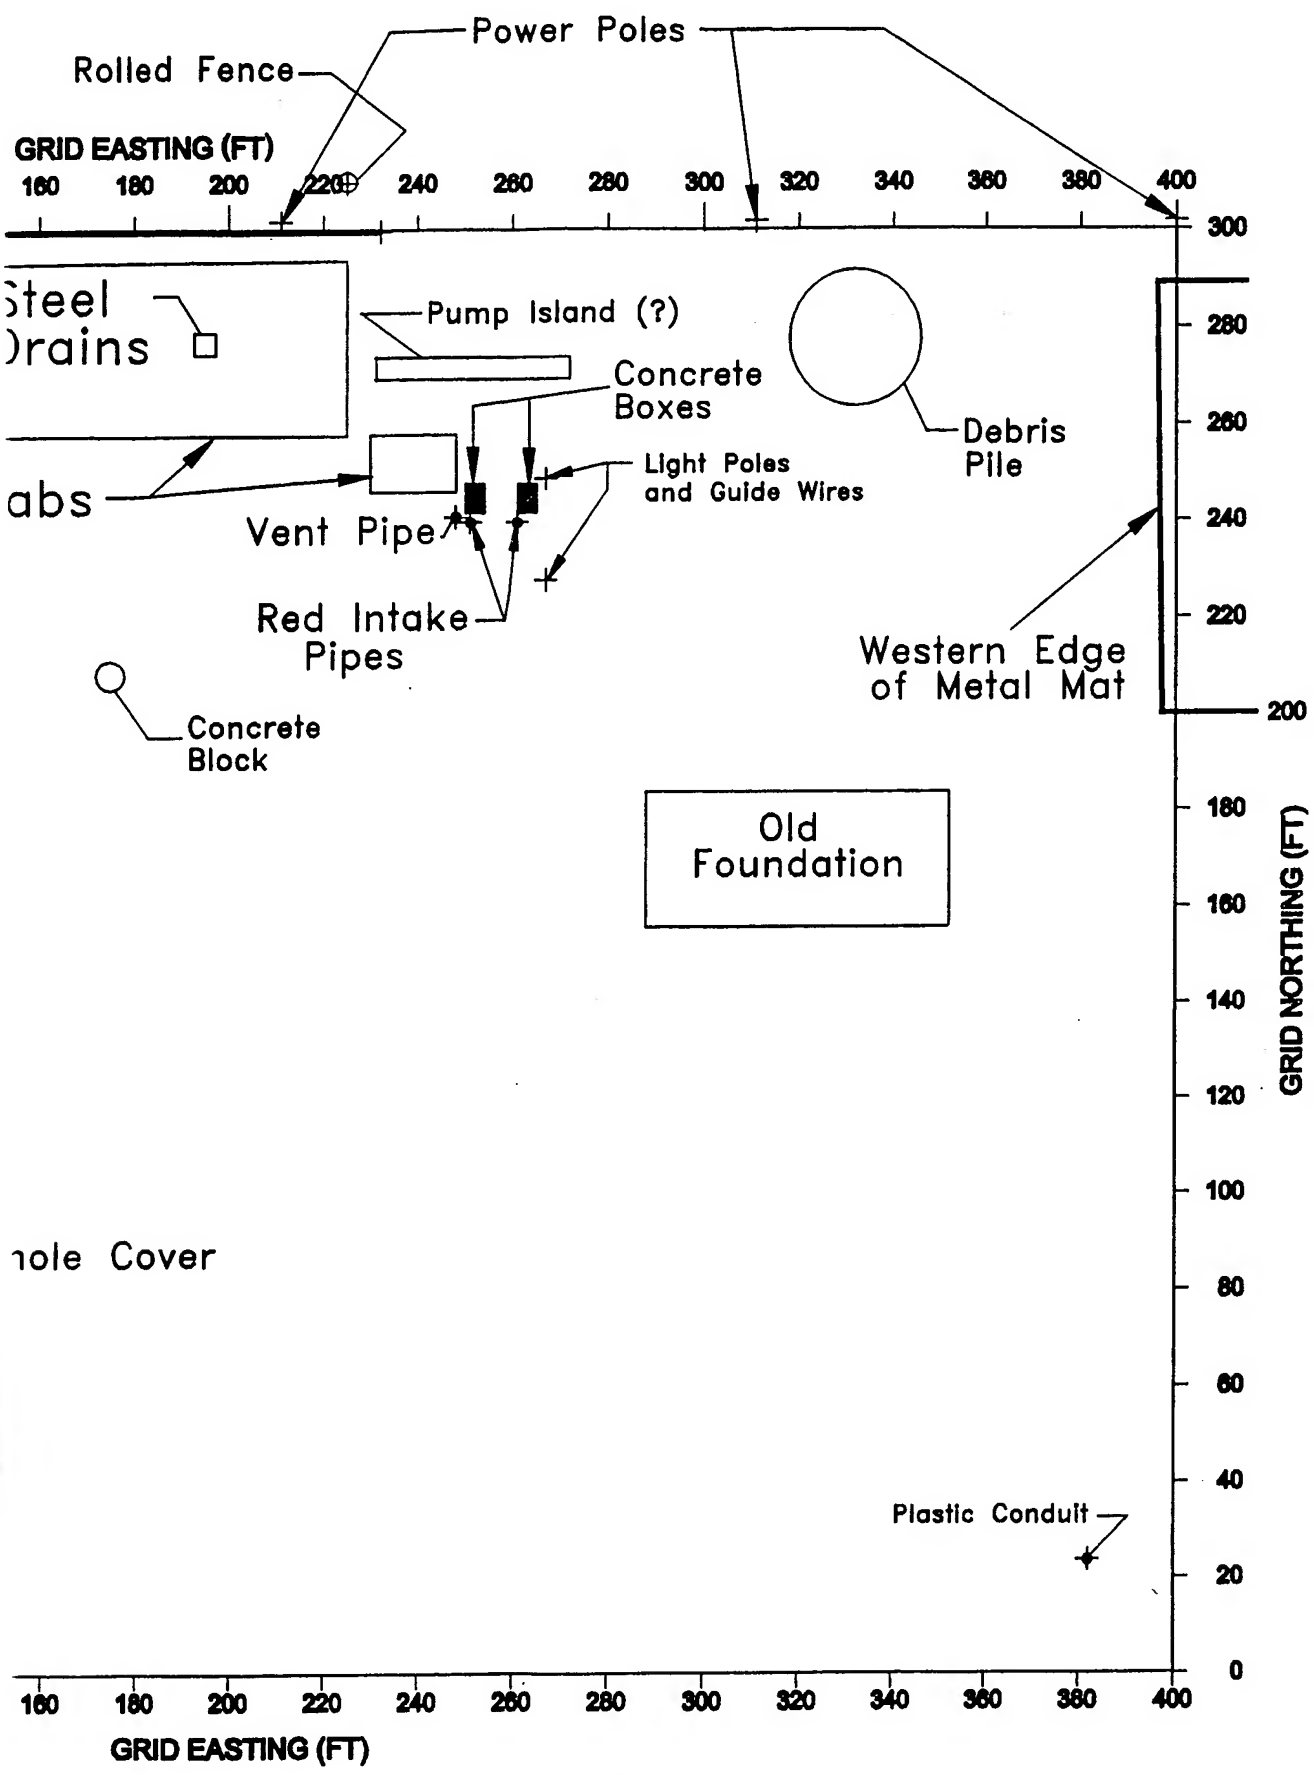 Power Poles
Rolled Fence
GRID EASTING (FT)
160 180 200 220 240 260 280 300 320 340 360 380 400
300
Steel
Drains
Pump Island (?)
280
Concrete
Boxes
260
Debris
Pile
Light Poles
and Guide Wires
abs
240
Vent Pipe
220
Red Intake
Pipes
Western Edge
of Metal Mat
200
Concrete
Block
180
Old
Foundation
160
GRID NORTHING (FT)
140
120
100
hole Cover
80
60
40
Plastic Conduit
20
0
160 180 200 220 240 260 280 300 320 340 360 380 400
GRID EASTING (FT)